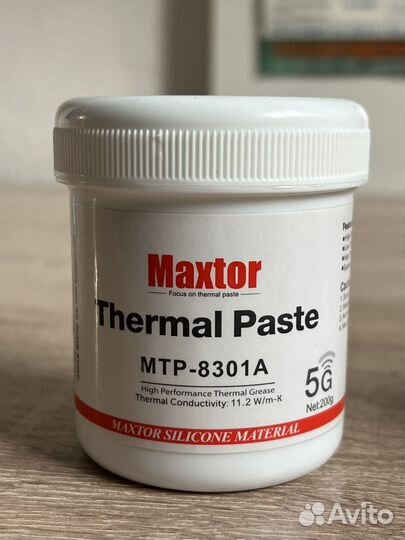 Maxtor
Focus on thermal paste
Thermal Paste
MTP-8301A
High Performance Thermal Grease
Thermal Conductivity: 11.2 W/m-K
5G
Net:200g
MAXTOR SILICONE MATERIAL
Avito